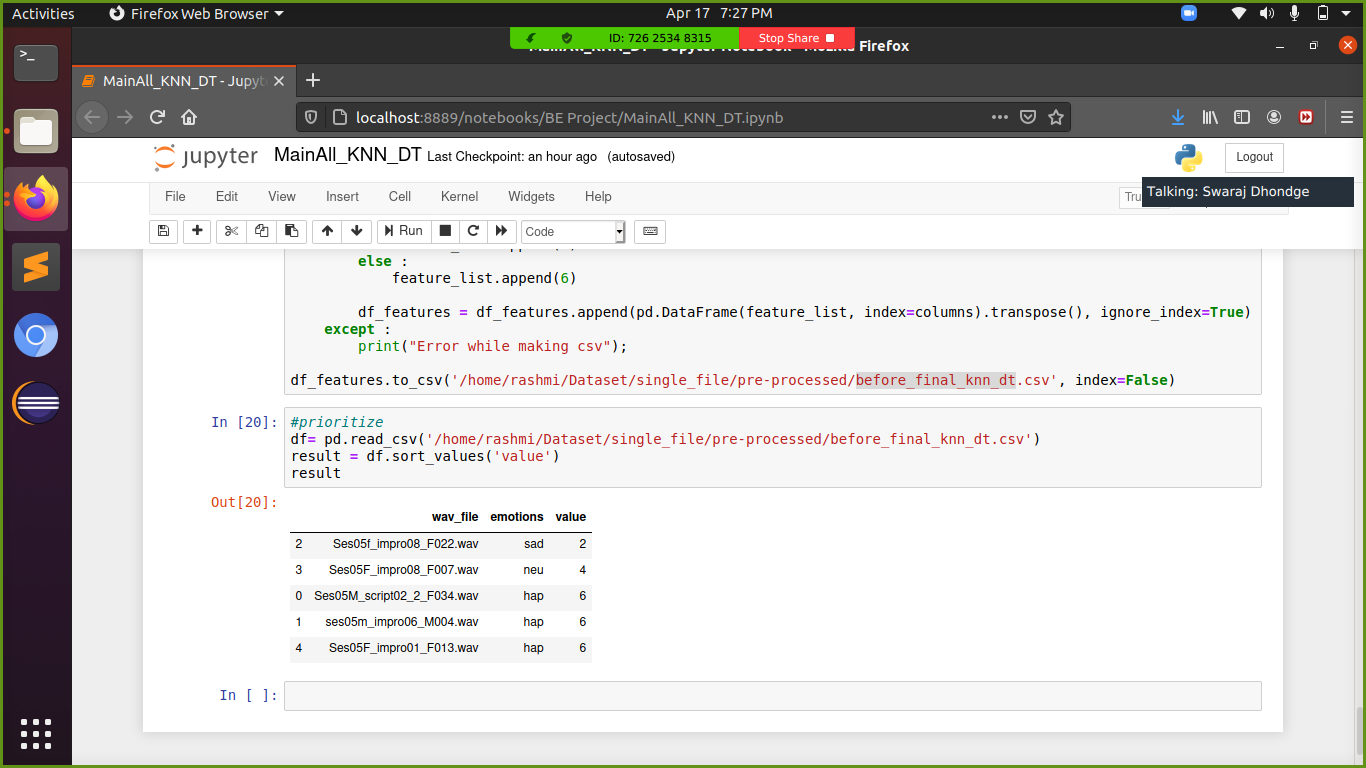 Activities Firefox Web Browser Apr 17 7:27 PM
ID: 726 2534 8315 Stop Share
Jupyter Notebook - Mozilla Firefox
MainAll_KNN_DT - Jupyt
localhost:8889/notebooks/BE Project/MainAll_KNN_DT.ipynb
jupyter MainAll_KNN_DT Last Checkpoint: an hour ago (autosaved) Logout
Talking: Swaraj Dhondge
File Edit View Insert Cell Kernel Widgets Help
Run Code
else :
feature_list.append(6)
df_features = df_features.append(pd.DataFrame(feature_list, index=columns).transpose(), ignore_index=True)
except :
print("Error while making csv");
df_features.to_csv('/home/rashmi/Dataset/single_file/pre-processed/before_final_knn_dt.csv', index=False)
In [20]: #prioritize
df= pd.read_csv('/home/rashmi/Dataset/single_file/pre-processed/before_final_knn_dt.csv')
result = df.sort_values('value')
result
Out[20]:
wav_file emotions value
2 Ses05f_impro08_F022.wav sad 2
3 Ses05F_impro08_F007.wav neu 4
0 Ses05M_script02_2_F034.wav hap 6
1 ses05m_impro06_M004.wav hap 6
4 Ses05F_impro01_F013.wav hap 6
In [ ]: